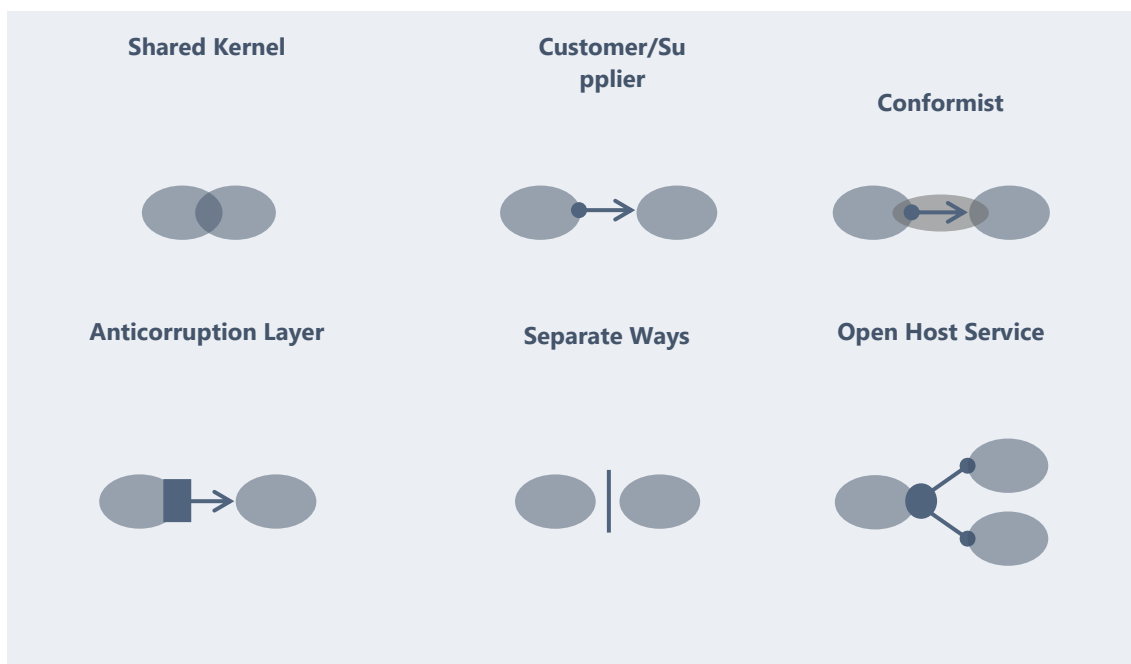 Shared Kernel
Customer/Su
pplier
Conformist
Anticorruption Layer
Separate Ways
Open Host Service